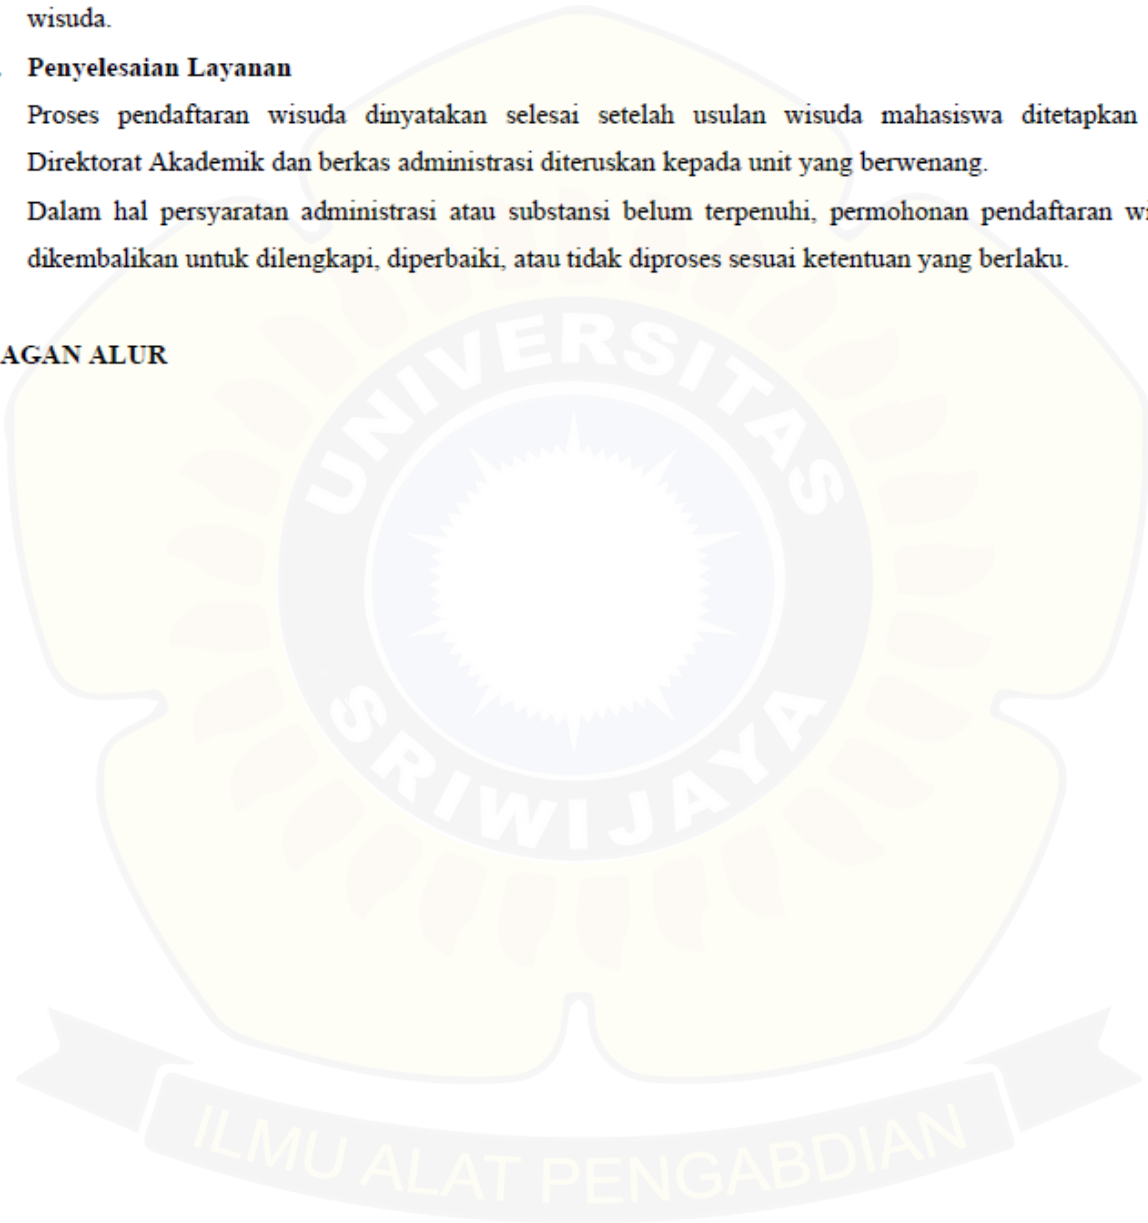 wisuda.
. Penyelesaian Layanan
Proses pendaftaran wisuda dinyatakan selesai setelah usulan wisuda mahasiswa ditetapkan
Direktorat Akademik dan berkas administrasi diteruskan kepada unit yang berwenang.
Dalam hal persyaratan administrasi atau substansi belum terpenuhi, permohonan pendaftaran wi
dikembalikan untuk dilengkapi, diperbaiki, atau tidak diproses sesuai ketentuan yang berlaku.
AGAN ALUR
UNIVERSITAS
SRIWIJAYA
ILMU ALAT PENGABDIAN